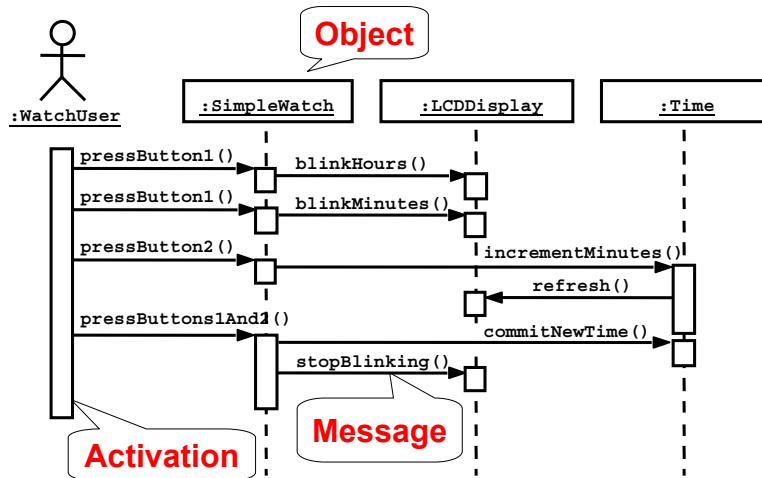 Object
:WatchUser
:SimpleWatch
:LCDDisplay
:Time
pressButton1()
blinkHours()
pressButton1()
blinkMinutes()
pressButton2()
incrementMinutes()
refresh()
pressButtons1And2()
commitNewTime()
stopBlinking()
Message
Activation